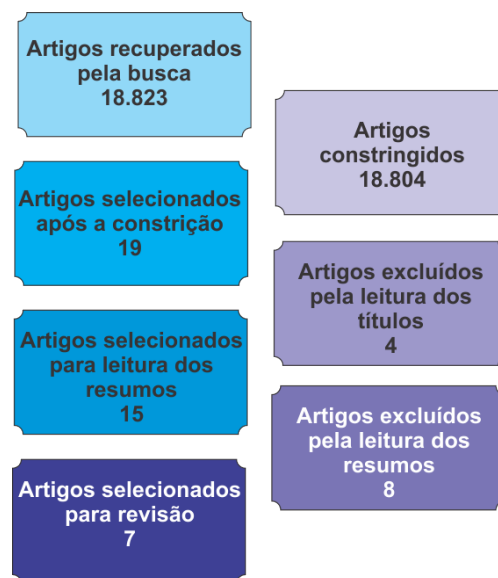 Artigos recuperados
pela busca
18.823
Artigos
constringidos
18.804
Artigos selecionados
após a constrição
19
Artigos excluídos
pela leitura dos
títulos
4
Artigos selecionados
para leitura dos
resumos
15
Artigos excluídos
pela leitura dos
resumos
8
Artigos selecionados
para revisão
7